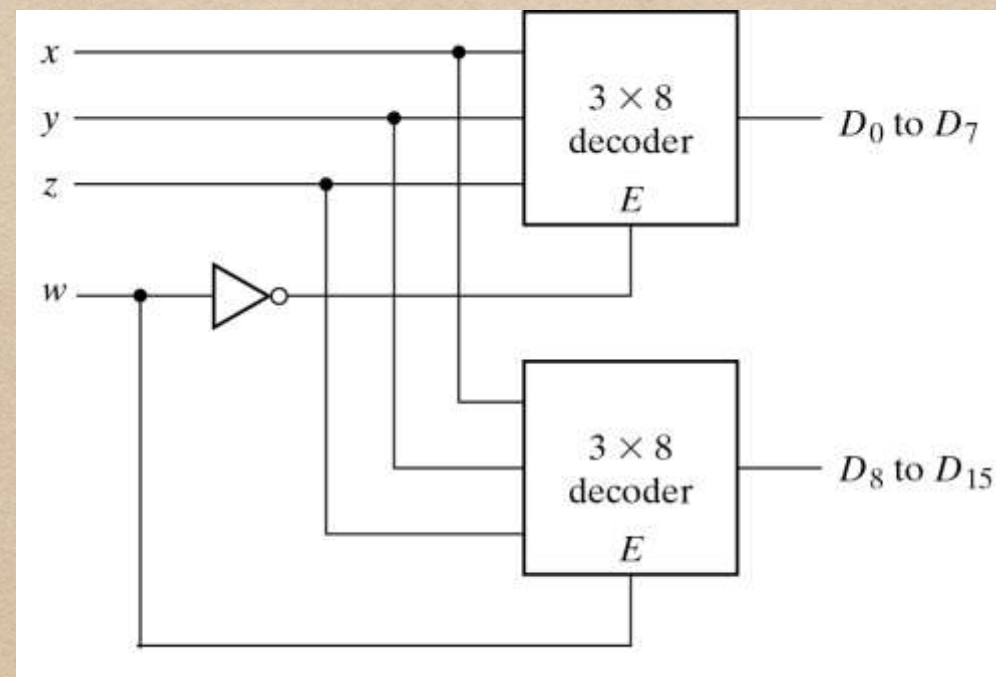 x
y
z
w
3 × 8
decoder
E
D₀ to D₇
3 × 8
decoder
E
D₈ to D₁₅